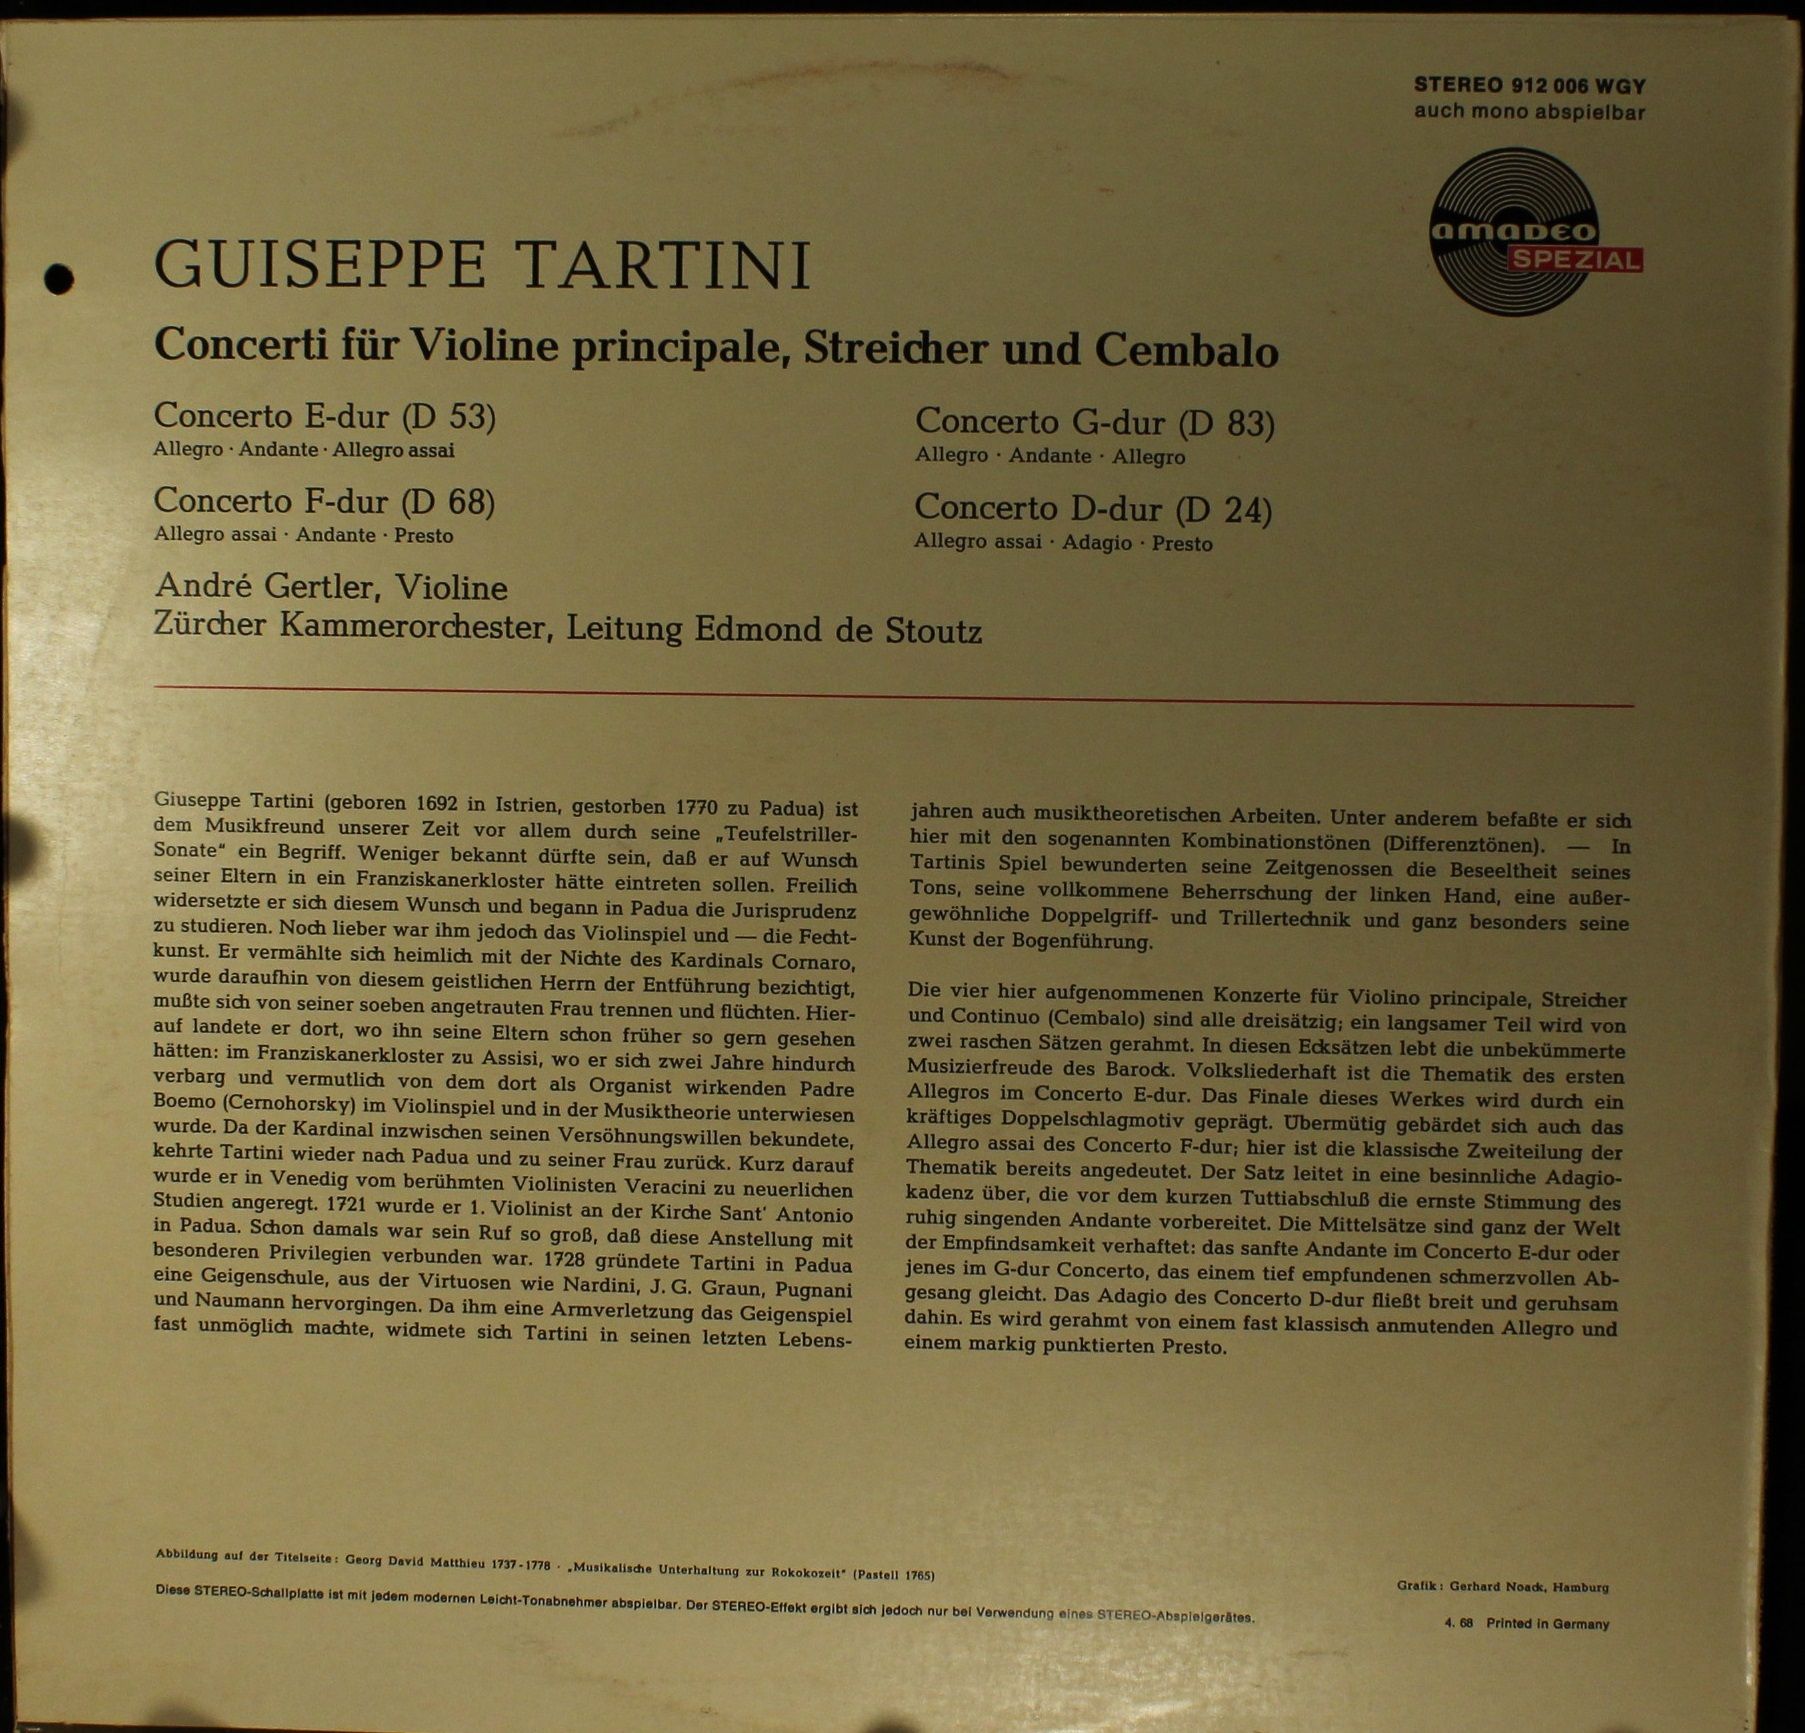 STEREO 912 006 WGY
auch mono abspielbar
amadeo
SPEZIAL
GUISEPPE TARTINI
Concerti für Violine principale, Streicher und Cembalo
Concerto E-dur (D 53)
Allegro · Andante · Allegro assai
Concerto F-dur (D 68)
Allegro assai · Andante · Presto
Concerto G-dur (D 83)
Allegro · Andante · Allegro
Concerto D-dur (D 24)
Allegro assai · Adagio · Presto
André Gertler, Violine
Zürcher Kammerorchester, Leitung Edmond de Stoutz
Giuseppe Tartini (geboren 1692 in Istrien, gestorben 1770 zu Padua) ist
dem Musikfreund unserer Zeit vor allem durch seine „Teufelstriller-
Sonate“ ein Begriff. Weniger bekannt dürfte sein, daß er auf Wunsch
seiner Eltern in ein Franziskanerkloster hätte eintreten sollen. Freilich
widersetzte er sich diesem Wunsch und begann in Padua die Jurisprudenz
zu studieren. Noch lieber war ihm jedoch das Violinspiel und — die Fecht-
kunst. Er vermählte sich heimlich mit der Nichte des Kardinals Cornaro,
wurde daraufhin von diesem geistlichen Herrn der Entführung bezichtigt,
mußte sich von seiner soeben angetrauten Frau trennen und flüchten. Hier-
auf landete er dort, wo ihn seine Eltern schon früher so gern gesehen
hätten: im Franziskanerkloster zu Assisi, wo er sich zwei Jahre hindurch
verbarg und vermutlich von dem dort als Organist wirkenden Padre
Boemo (Cernohorsky) im Violinspiel und in der Musiktheorie unterwiesen
wurde. Da der Kardinal inzwischen seinen Versöhnungswillen bekundete,
kehrte Tartini wieder nach Padua und zu seiner Frau zurück. Kurz darauf
wurde er in Venedig vom berühmten Violinisten Veracini zu neuerlichen
Studien angeregt. 1721 wurde er 1. Violinist an der Kirche Sant' Antonio
in Padua. Schon damals war sein Ruf so groß, daß diese Anstellung mit
besonderen Privilegien verbunden war. 1728 gründete Tartini in Padua
eine Geigenschule, aus der Virtuosen wie Nardini, J. G. Graun, Pugnani
und Naumann hervorgingen. Da ihm eine Armverletzung das Geigenspiel
fast unmöglich machte, widmete sich Tartini in seinen letzten Lebens-
jahren auch musiktheoretischen Arbeiten. Unter anderem befaßte er sich
hier mit den sogenannten Kombinationstönen (Differenztönen). — In
Tartinis Spiel bewunderten seine Zeitgenossen die Beseeltheit seines
Tons, seine vollkommene Beherrschung der linken Hand, eine außer-
gewöhnliche Doppelgriff- und Trillertechnik und ganz besonders seine
Kunst der Bogenführung.
Die vier hier aufgenommenen Konzerte für Violino principale, Streicher
und Continuo (Cembalo) sind alle dreisätzig; ein langsamer Teil wird von
zwei raschen Sätzen gerahmt. In diesen Ecksätzen lebt die unbekümmerte
Musizierfreude des Barock. Volksliederhaft ist die Thematik des ersten
Allegros im Concerto E-dur. Das Finale dieses Werkes wird durch ein
kräftiges Doppelschlagmotiv geprägt. Übermütig gebärdet sich auch das
Allegro assai des Concerto F-dur; hier ist die klassische Zweiteilung der
Thematik bereits angedeutet. Der Satz leitet in eine besinnliche Adagio-
kadenz über, die vor dem kurzen Tuttiabschluß die ernste Stimmung des
ruhig singenden Andante vorbereitet. Die Mittelsätze sind ganz der Welt
der Empfindsamkeit verhaftet: das sanfte Andante im Concerto E-dur oder
jenes im G-dur Concerto, das einem tief empfundenen schmerzvollen Ab-
gesang gleicht. Das Adagio des Concerto D-dur fließt breit und geruhsam
dahin. Es wird gerahmt von einem fast klassisch anmutenden Allegro und
einem markig punktierten Presto.
Abbildung auf der Titelseite: Georg David Matthieu 1737-1778 · „Musikalische Unterhaltung zur Rokokozeit“ (Pastell 1765)
Diese STEREO-Schallplatte ist mit jedem modernen Leicht-Tonabnehmer abspielbar. Der STEREO-Effekt ergibt sich jedoch nur bei Verwendung eines STEREO-Abspielgerätes.
Grafik: Gerhard Noack, Hamburg
4. 68 Printed in Germany